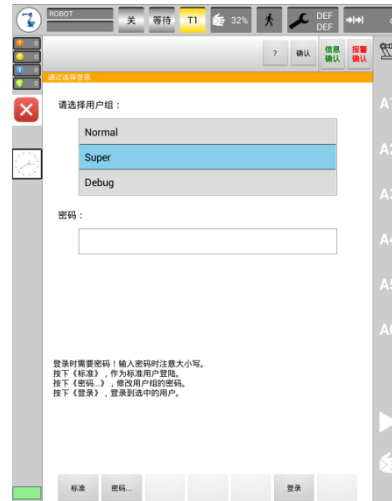 ROBOT
关
等待
T1
32%
DEF
DEF
0
0
0
0
?
确认
信息
确认
报警
确认
通过选择登录
请选择用户组：
Normal
Super
Debug
密码：
A1
A2
A3
A4
A5
A6
登录时需要密码！输入密码时注意大小写。
按下《标准》，作为标准用户登陆。
按下《密码...》，修改用户组的密码。
按下《登录》，登录到选中的用户。
标准
密码...
登录